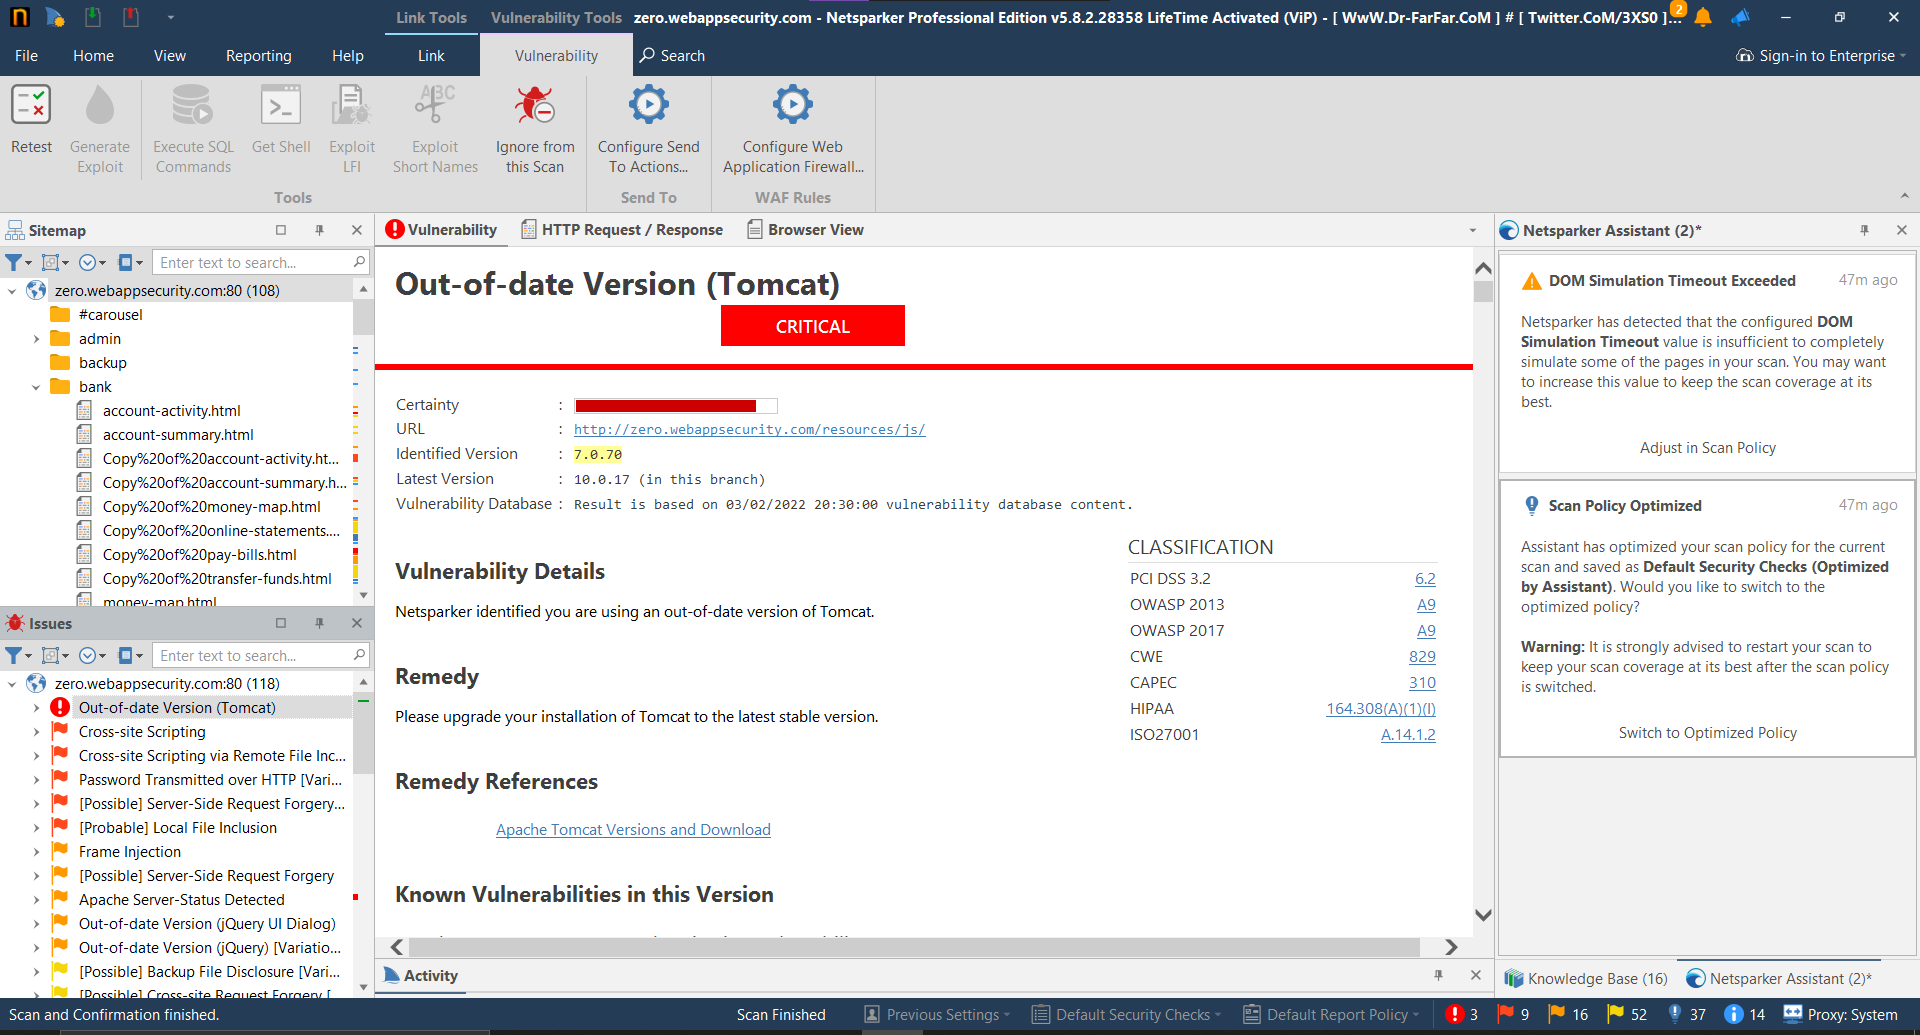 Link Tools
Vulnerability Tools
zero.webappsecurity.com - Netsparker Professional Edition v5.8.2.28358 LifeTime Activated (ViP) - [ WwW.Dr-FarFar.CoM ] # [ Twitter.CoM/3XS0 ]...
2
File
Home
View
Reporting
Help
Link
Vulnerability
Search
Sign-in to Enterprise
Retest
Generate
Exploit
Execute SQL
Commands
Get Shell
Exploit
LFI
ABC
Exploit
Short Names
Ignore from
this Scan
Configure Send
To Actions...
Configure Web
Application Firewall...
Tools
Send To
WAF Rules
Sitemap
Enter text to search...
zero.webappsecurity.com:80 (108)
#carousel
admin
backup
bank
account-activity.html
account-summary.html
Copy%20of%20account-activity.ht...
Copy%20of%20account-summary.h...
Copy%20of%20money-map.html
Copy%20of%20online-statements....
Copy%20of%20pay-bills.html
Copy%20of%20transfer-funds.html
money-map.html
Issues
Enter text to search...
zero.webappsecurity.com:80 (118)
Out-of-date Version (Tomcat)
Cross-site Scripting
Cross-site Scripting via Remote File Inc...
Password Transmitted over HTTP [Vari...
[Possible] Server-Side Request Forgery...
[Probable] Local File Inclusion
Frame Injection
[Possible] Server-Side Request Forgery
Apache Server-Status Detected
Out-of-date Version (jQuery UI Dialog)
Out-of-date Version (jQuery) [Variatio...
[Possible] Backup File Disclosure [Vari...
[Possible] Cross-site Request Forgery [
Vulnerability
HTTP Request / Response
Browser View
Out-of-date Version (Tomcat)
CRITICAL
Certainty :
URL : http://zero.webappsecurity.com/resources/js/
Identified Version : 7.0.70
Latest Version : 10.0.17 (in this branch)
Vulnerability Database : Result is based on 03/02/2022 20:30:00 vulnerability database content.
Vulnerability Details
Netsparker identified you are using an out-of-date version of Tomcat.
Remedy
Please upgrade your installation of Tomcat to the latest stable version.
Remedy References
Apache Tomcat Versions and Download
Known Vulnerabilities in this Version
CLASSIFICATION
PCI DSS 3.2 6.2
OWASP 2013 A9
OWASP 2017 A9
CWE 829
CAPEC 310
HIPAA 164.308(A)(1)(I)
ISO27001 A.14.1.2
Activity
Netsparker Assistant (2)*
DOM Simulation Timeout Exceeded 47m ago
Netsparker has detected that the configured DOM
Simulation Timeout value is insufficient to completely
simulate some of the pages in your scan. You may want
to increase this value to keep the scan coverage at its
best.
Adjust in Scan Policy
Scan Policy Optimized 47m ago
Assistant has optimized your scan policy for the current
scan and saved as Default Security Checks (Optimized
by Assistant). Would you like to switch to the
optimized policy?
Warning: It is strongly advised to restart your scan to
keep your scan coverage at its best after the scan policy
is switched.
Switch to Optimized Policy
Knowledge Base (16)
Netsparker Assistant (2)*
Scan and Confirmation finished.
Scan Finished
Previous Settings
Default Security Checks
Default Report Policy
3
9
16
52
37
14
Proxy: System